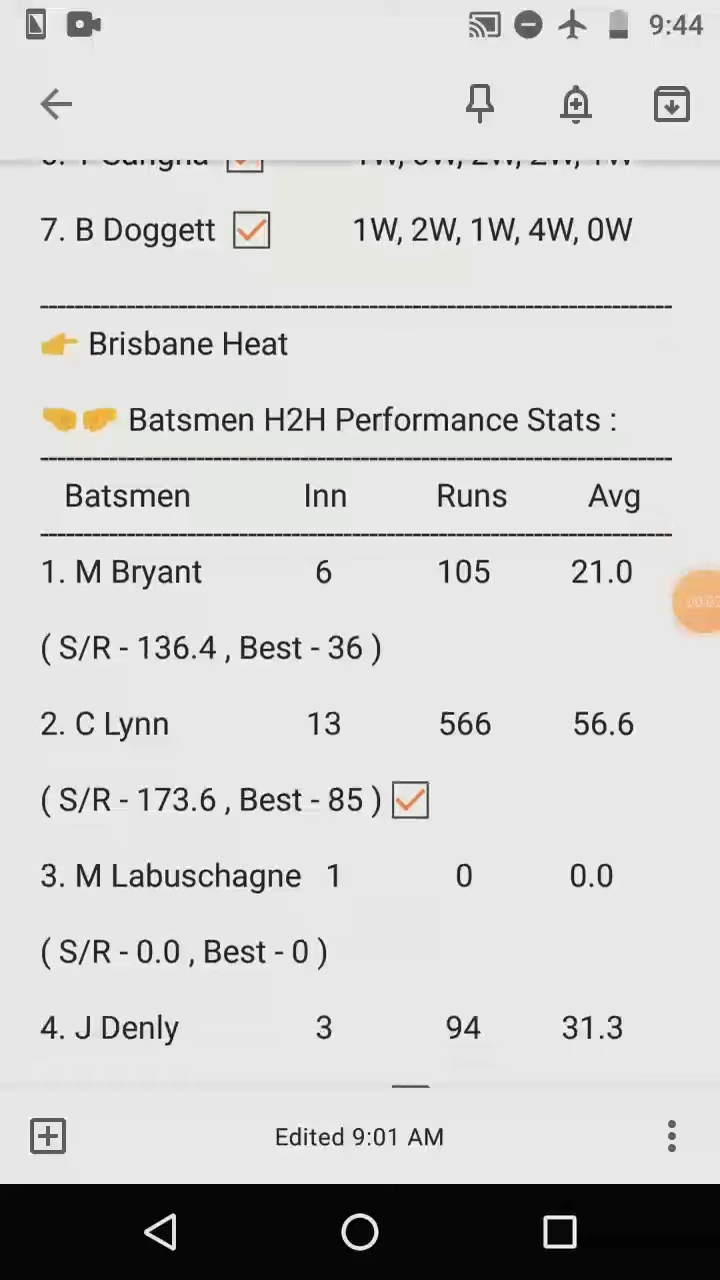 9:44
7. B Doggett ☑ 1W, 2W, 1W, 4W, 0W
👉 Brisbane Heat
🤜🤛 Batsmen H2H Performance Stats :
Batsmen Inn Runs Avg
1. M Bryant 6 105 21.0
( S/R - 136.4 , Best - 36 )
2. C Lynn 13 566 56.6
( S/R - 173.6 , Best - 85 ) ☑
3. M Labuschagne 1 0 0.0
( S/R - 0.0 , Best - 0 )
4. J Denly 3 94 31.3
Edited 9:01 AM